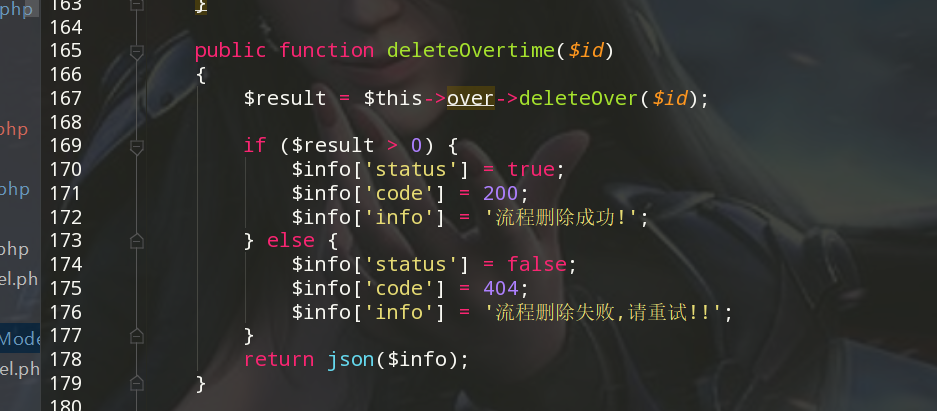 php
163 }
164
165 public function deleteOvertime($id)
166 {
167 $result = $this->over->deleteOver($id);
168
php
169 if ($result > 0) {
170 $info['status'] = true;
php
171 $info['code'] = 200;
172 $info['info'] = '流程删除成功!';
php
173 } else {
174 $info['status'] = false;
el.ph
175 $info['code'] = 404;
176 $info['info'] = '流程删除失败,请重试!!';
Mode
177 }
178 return json($info);
el.ph
179 }
180